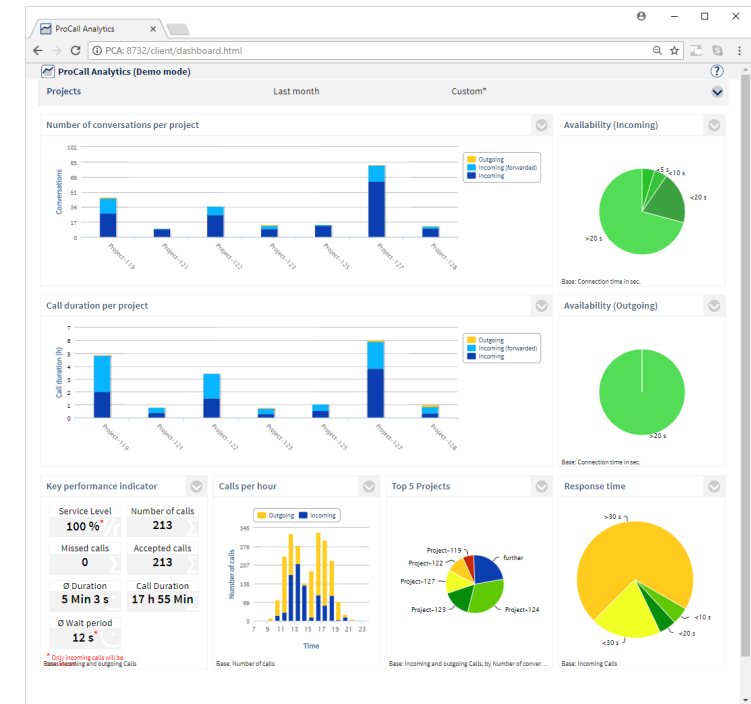 ProCall Analytics
PCA: 8732/client/dashboard.html
ProCall Analytics (Demo mode)
Projects Last month Custom*
Number of conversations per project
Conversations
102
85
68
51
34
17
0
Project-119 Project-121 Project-122 Project-123 Project-125 Project-127 Project-128
Outgoing
Incoming (forwarded)
Incoming
Availability (Incoming)
<5 s
<10 s
<20 s
>20 s
Base: Connection time in sec.
Call duration per project
Call duration (h)
7
6
5
4
3
2
1
0
Project-119 Project-121 Project-122 Project-123 Project-125 Project-127 Project-128
Outgoing
Incoming (forwarded)
Incoming
Availability (Outgoing)
>20 s
Base: Connection time in sec.
Key performance indicator
Service Level Number of calls
100 %* 213
Missed calls Accepted calls
0 213
Ø Duration Call Duration
5 Min 3 s 17 h 55 Min
Ø Wait period
12 s*
* Only incoming calls will be
incoming and outgoing Calls
Calls per hour
Outgoing Incoming
Number of calls
345
276
207
138
69
0
7 9 11 13 15 17 19 21 23
Time
Base: Number of calls
Top 5 Projects
Project-119
further
Project-122
Project-127
Project-123
Project-124
Base: incoming and outgoing Calls, by Number of conver...
Response time
>30 s
<10 s
<20 s
<30 s
Base: Incoming Calls